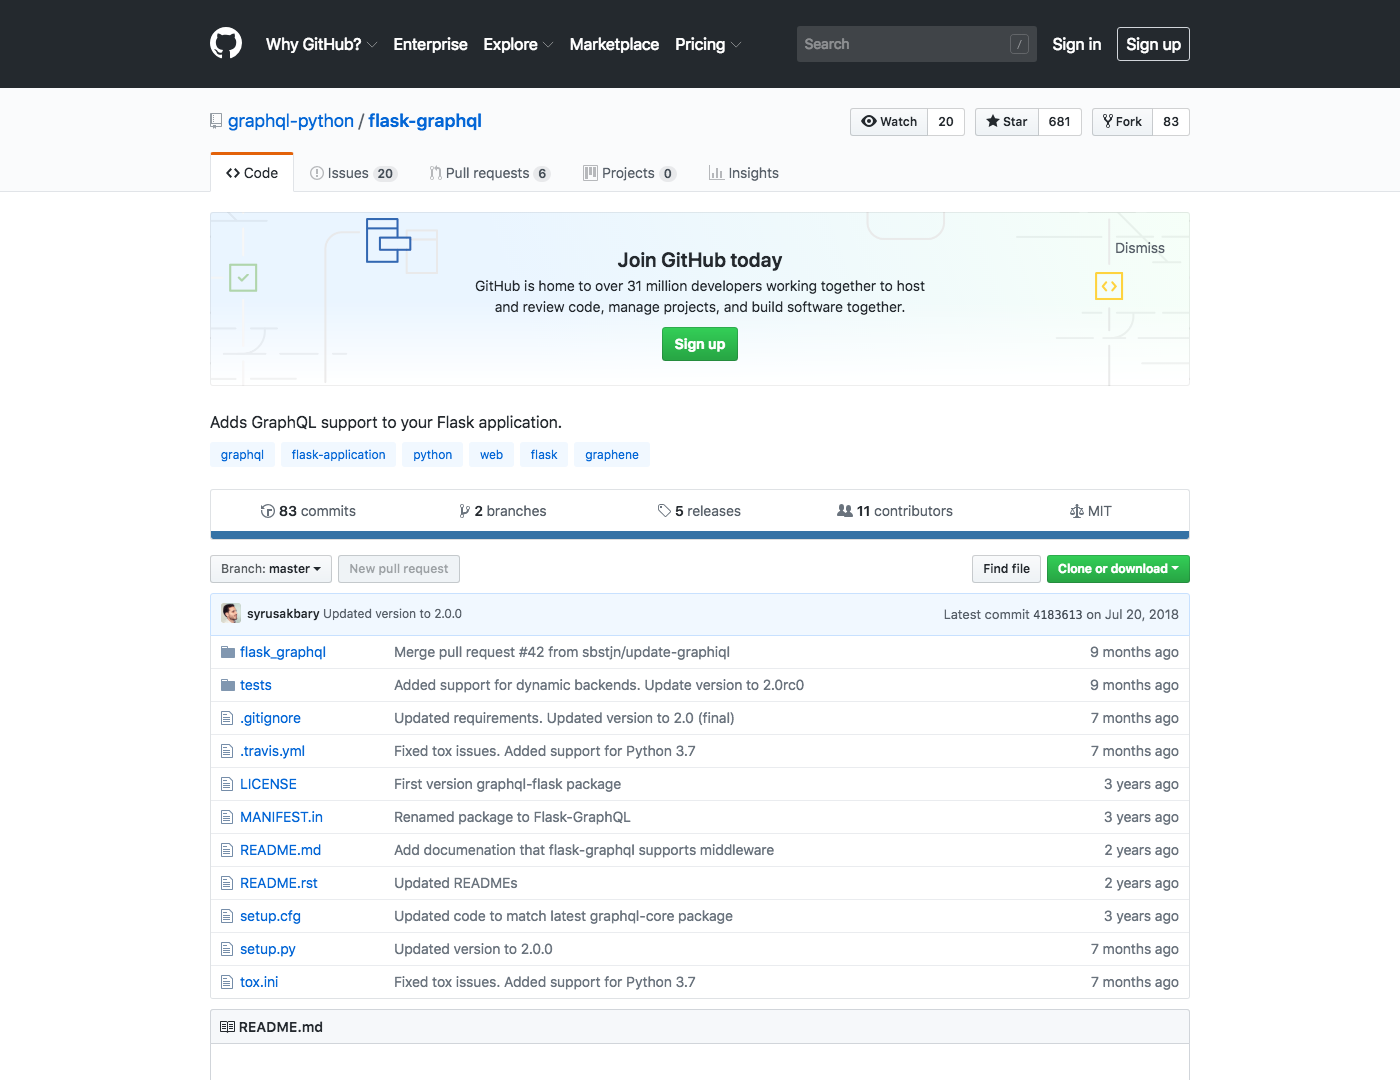 Why GitHub? Enterprise Explore Marketplace Pricing Search / Sign in Sign up
graphql-python / flask-graphql Watch 20 Star 681 Fork 83
Code Issues 20 Pull requests 6 Projects 0 Insights
Dismiss
Join GitHub today
GitHub is home to over 31 million developers working together to host
and review code, manage projects, and build software together.
Sign up
Adds GraphQL support to your Flask application.
graphql flask-application python web flask graphene
83 commits 2 branches 5 releases 11 contributors MIT
Branch: master New pull request Find file Clone or download
syrusakbary Updated version to 2.0.0 Latest commit 4183613 on Jul 20, 2018
flask_graphql Merge pull request #42 from sbstjn/update-graphiql 9 months ago
tests Added support for dynamic backends. Update version to 2.0rc0 9 months ago
.gitignore Updated requirements. Updated version to 2.0 (final) 7 months ago
.travis.yml Fixed tox issues. Added support for Python 3.7 7 months ago
LICENSE First version graphql-flask package 3 years ago
MANIFEST.in Renamed package to Flask-GraphQL 3 years ago
README.md Add documenation that flask-graphql supports middleware 2 years ago
README.rst Updated READMEs 2 years ago
setup.cfg Updated code to match latest graphql-core package 3 years ago
setup.py Updated version to 2.0.0 7 months ago
tox.ini Fixed tox issues. Added support for Python 3.7 7 months ago
README.md